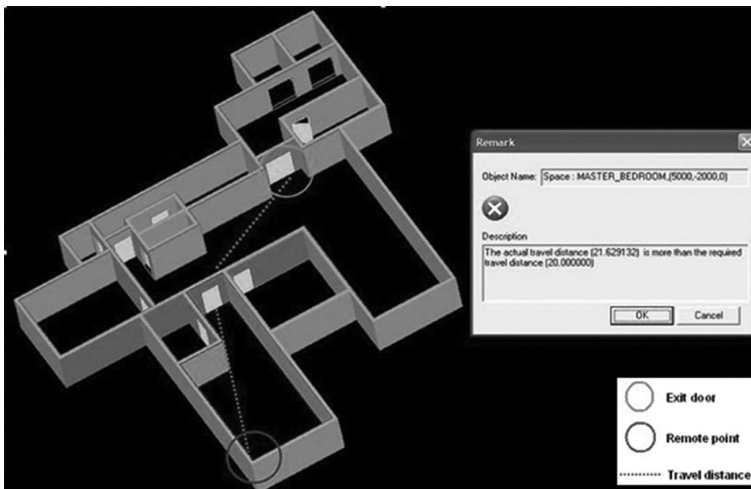 Remark
Object Name: Space : MASTER_BEDROOM,(5000,-2000,0)
Description
The actual travel distance (21.629132) is more than the required
travel distance (20.000000)
OK Cancel
Exit door
Remote point
Travel distance